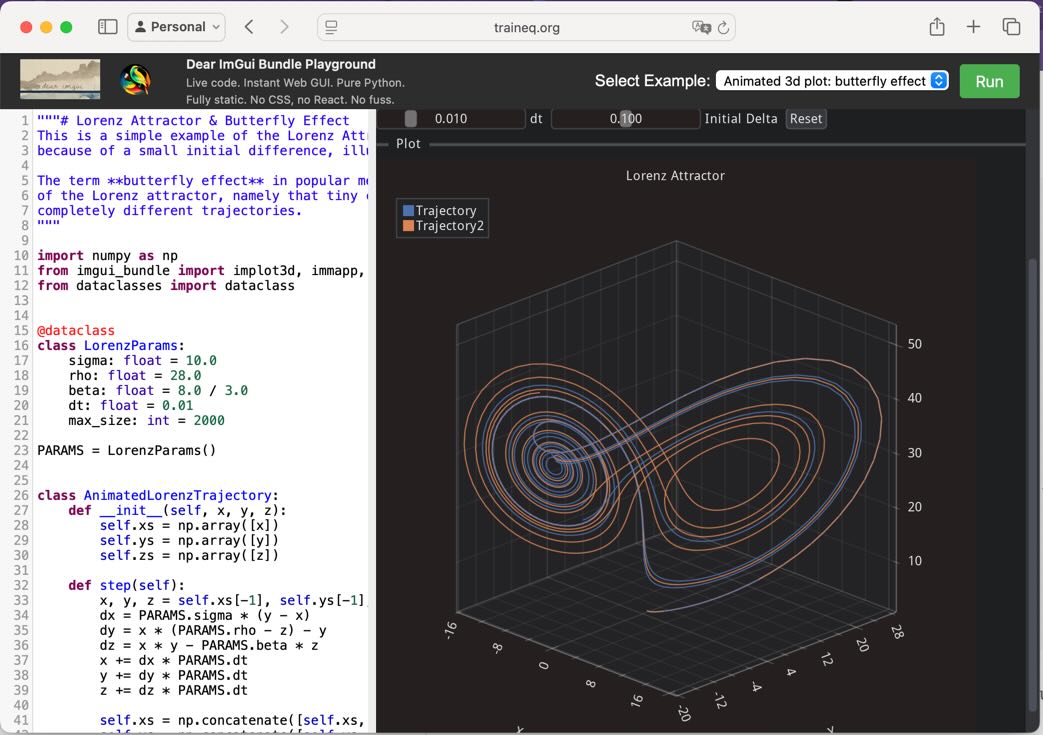 Personal
traineq.org
dear imgui
Dear ImGui Bundle Playground
Live code. Instant Web GUI. Pure Python.
Fully static. No CSS, no React. No fuss.
Select Example:
Animated 3d plot: butterfly effect
Run
1 """# Lorenz Attractor & Butterfly Effect
2 This is a simple example of the Lorenz Att
3 because of a small initial difference, illu
4
5 The term **butterfly effect** in popular me
6 of the Lorenz attractor, namely that tiny
7 completely different trajectories.
8 """
9
10 import numpy as np
11 from imgui_bundle import implot3d, immapp,
12 from dataclasses import dataclass
13
14
15 @dataclass
16 class LorenzParams:
17     sigma: float = 10.0
18     rho: float = 28.0
19     beta: float = 8.0 / 3.0
20     dt: float = 0.01
21     max_size: int = 2000
22
23 PARAMS = LorenzParams()
24
25
26 class AnimatedLorenzTrajectory:
27     def __init__(self, x, y, z):
28         self.xs = np.array([x])
29         self.ys = np.array([y])
30         self.zs = np.array([z])
31
32     def step(self):
33         x, y, z = self.xs[-1], self.ys[-1]
34         dx = PARAMS.sigma * (y - x)
35         dy = x * (PARAMS.rho - z) - y
36         dz = x * y - PARAMS.beta * z
37         x += dx * PARAMS.dt
38         y += dy * PARAMS.dt
39         z += dz * PARAMS.dt
40
41         self.xs = np.concatenate([self.xs,
0.010 dt 0.100 Initial Delta Reset
Plot
Lorenz Attractor
Trajectory
Trajectory2
50
40
30
20
10
-16
-8
0
8
16
-20
-12
-4
4
12
20
28